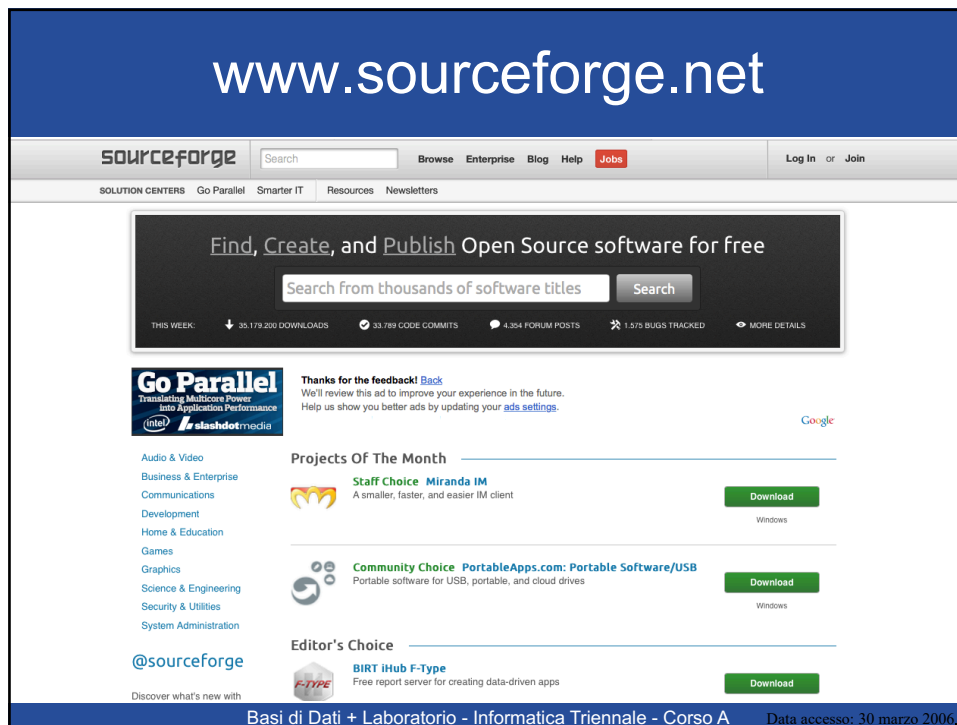 www.sourceforge.net
sourceforge Search Browse Enterprise Blog Help Jobs Log In or Join
SOLUTION CENTERS Go Parallel Smarter IT Resources Newsletters
Find, Create, and Publish Open Source software for free
Search from thousands of software titles Search
THIS WEEK: 35.179.200 DOWNLOADS 33.789 CODE COMMITS 4.354 FORUM POSTS 1.575 BUGS TRACKED MORE DETAILS
Go Parallel
Translating Multicore Power
into Application Performance
intel slashdotmedia
Thanks for the feedback! Back
We'll review this ad to improve your experience in the future.
Help us show you better ads by updating your ads settings.
Google
Audio & Video
Business & Enterprise
Communications
Development
Home & Education
Games
Graphics
Science & Engineering
Security & Utilities
System Administration
@sourceforge
Discover what's new with
Projects Of The Month
Staff Choice Miranda IM
A smaller, faster, and easier IM client
Download
Windows
Community Choice PortableApps.com: Portable Software/USB
Portable software for USB, portable, and cloud drives
Download
Windows
Editor's Choice
F-TYPE
BIRT iHub F-Type
Free report server for creating data-driven apps
Download
Basi di Dati + Laboratorio - Informatica Triennale - Corso A
Data accesso: 30 marzo 2006.